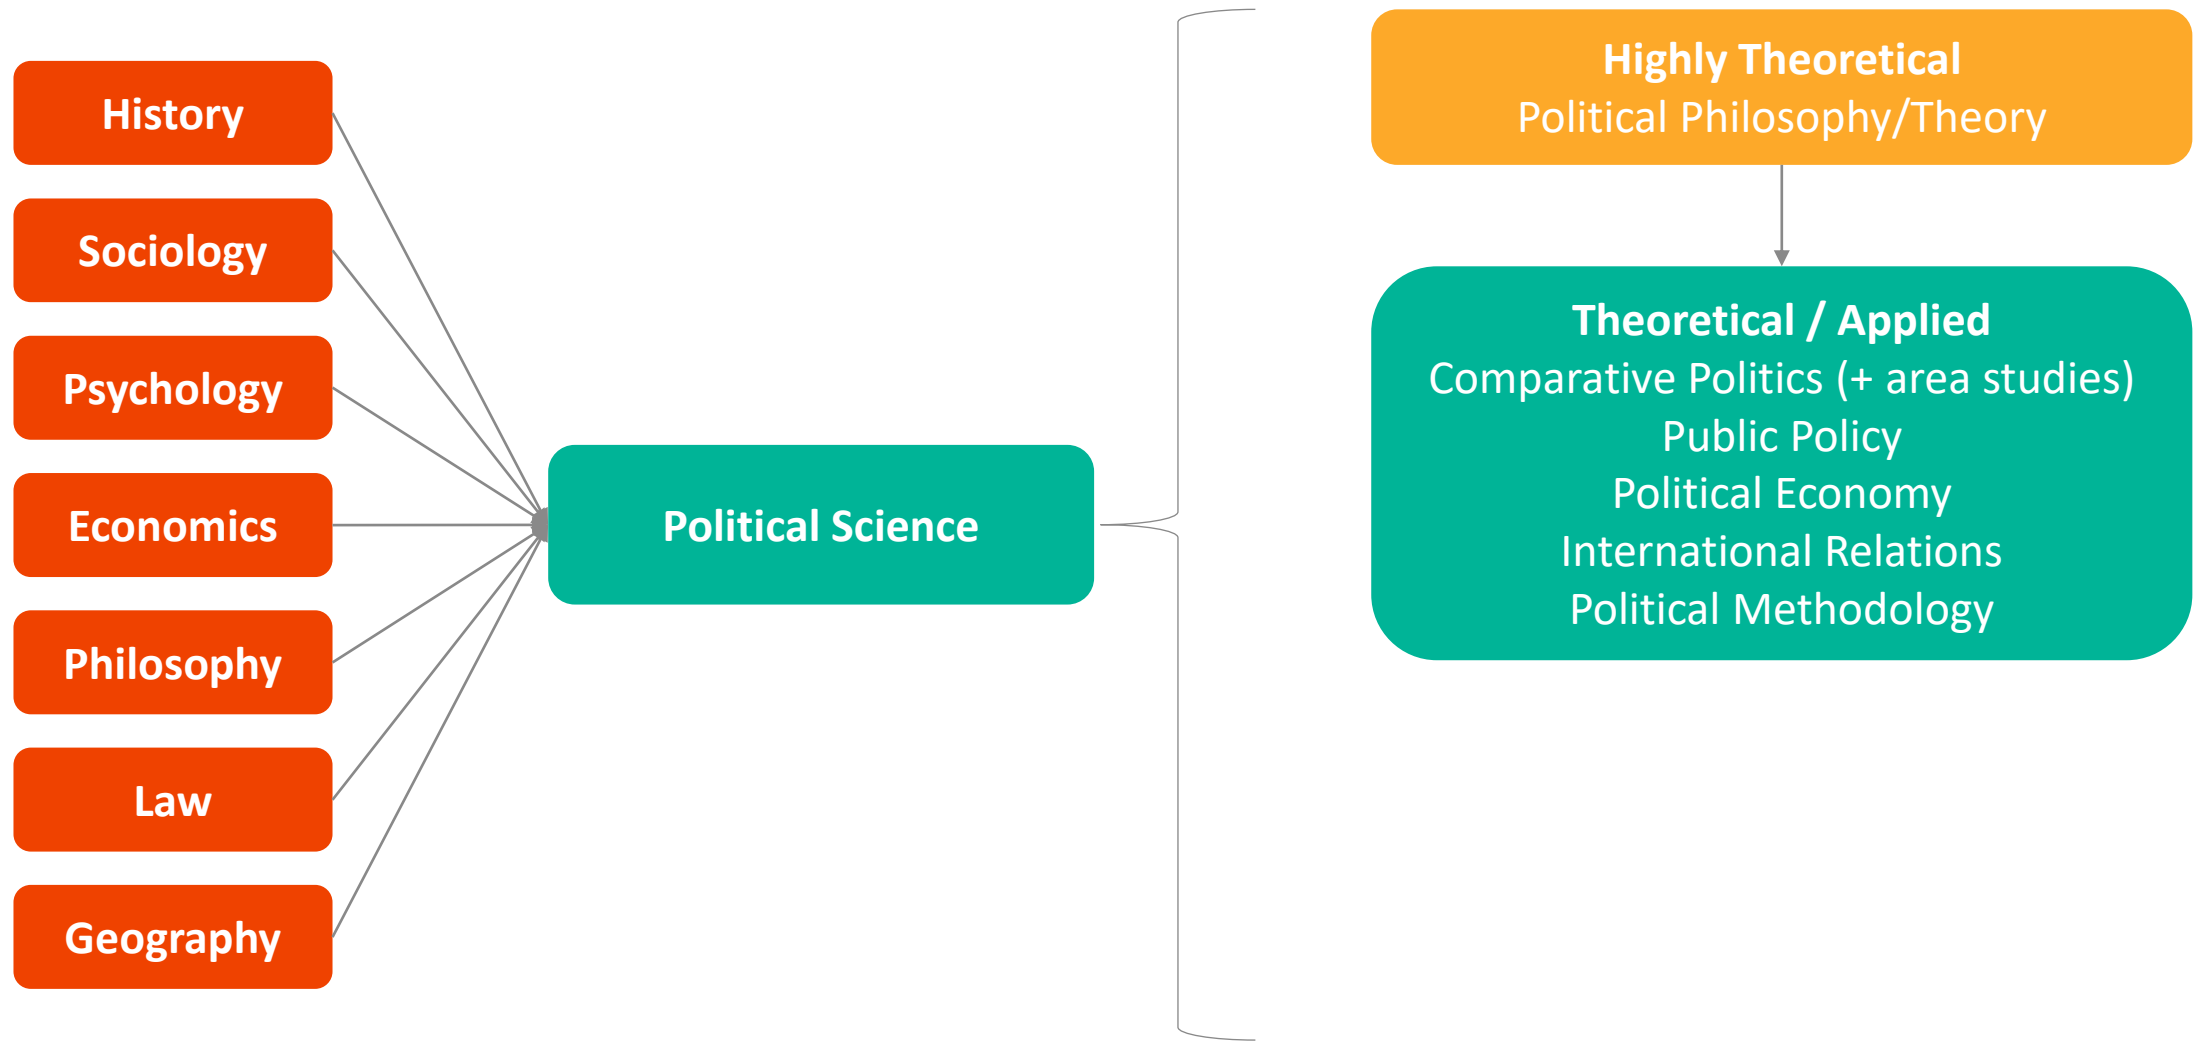 History
Sociology
Psychology
Economics
Philosophy
Law
Geography
Political Science
Highly Theoretical
Political Philosophy/Theory
Theoretical / Applied
Comparative Politics (+ area studies)
Public Policy
Political Economy
International Relations
Political Methodology